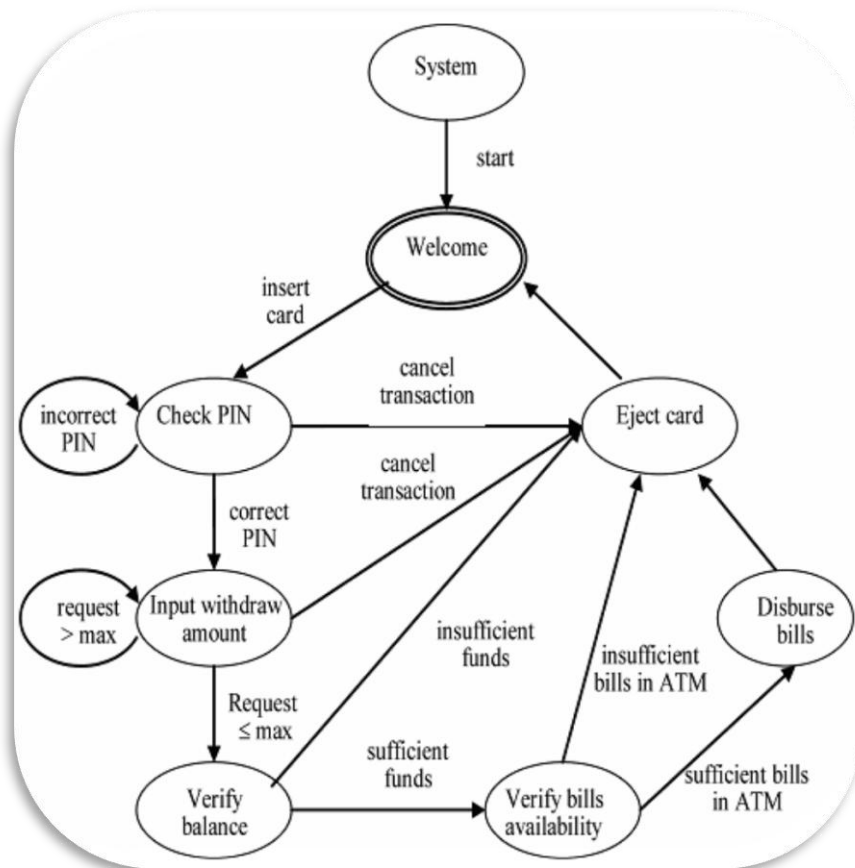 System
start
Welcome
insert
card
cancel
transaction
incorrect
PIN
Check PIN
Eject card
cancel
transaction
correct
PIN
request
> max
Input withdraw
amount
Disburse
bills
insufficient
funds
insufficient
bills in ATM
Request
≤ max
sufficient
funds
sufficient bills
in ATM
Verify
balance
Verify bills
availability